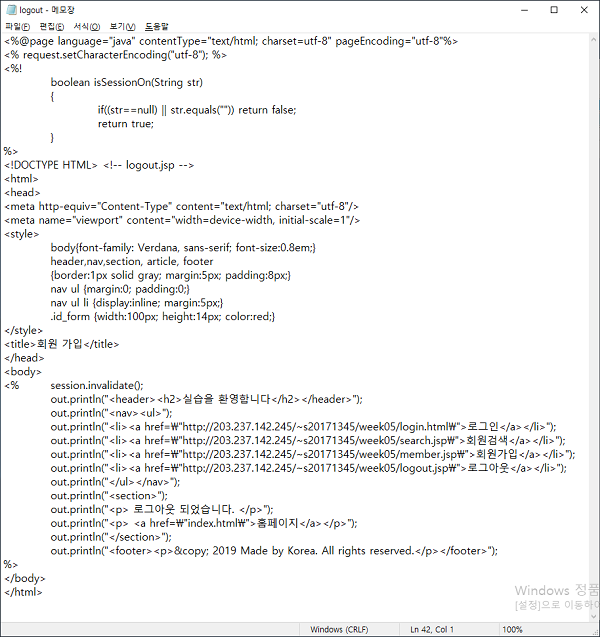 logout - 메모장
파일(F) 편집(E) 서식(O) 보기(V) 도움말
<%@page language="java" contentType="text/html; charset=utf-8" pageEncoding="utf-8"%>
<% request.setCharacterEncoding("utf-8"); %>
<%!
boolean isSessionOn(String str)
{
if((str==null) || str.equals("")) return false;
return true;
}
%>
<!DOCTYPE HTML> <!-- logout.jsp -->
<html>
<head>
<meta http-equiv="Content-Type" content="text/html; charset="utf-8"/>
<meta name="viewport" content="width=device-width, initial-scale=1"/>
<style>
body{font-family: Verdana, sans-serif; font-size:0.8em;}
header,nav,section, article, footer
{border:1px solid gray; margin:5px; padding:8px;}
nav ul {margin:0; padding:0;}
nav ul li {display:inline; margin:5px;}
.id_form {width:100px; height:14px; color:red;}
</style>
<title>회원 가입</title>
</head>
<body>
<% session.invalidate();
out.println("<header><h2>실습을 환영합니다</h2></header>");
out.println("<nav><ul>");
out.println("<li><a href=₩"http://203.237.142.245/~s20171345/week05/login.html₩">로그인</a></li>");
out.println("<li><a href=₩"http://203.237.142.245/~s20171345/week05/search.jsp₩">회원검색</a></li>");
out.println("<li><a href=₩"http://203.237.142.245/~s20171345/week05/member.jsp₩">회원가입</a></li>");
out.println("<li><a href=₩"http://203.237.142.245/~s20171345/week05/logout.jsp₩">로그아웃</a></li>");
out.println("</ul></nav>");
out.println("<section>");
out.println("<p> 로그아웃 되었습니다. </p>");
out.println("<p> <a href=₩"index.html₩">홈페이지</a></p>");
out.println("</section>");
out.println("<footer><p>&copy; 2019 Made by Korea. All rights reserved.</p></footer>");
%>
</body>
</html>
Windows 정품
[설정]으로 이동하여
Windows (CRLF) Ln 42, Col 1 100%